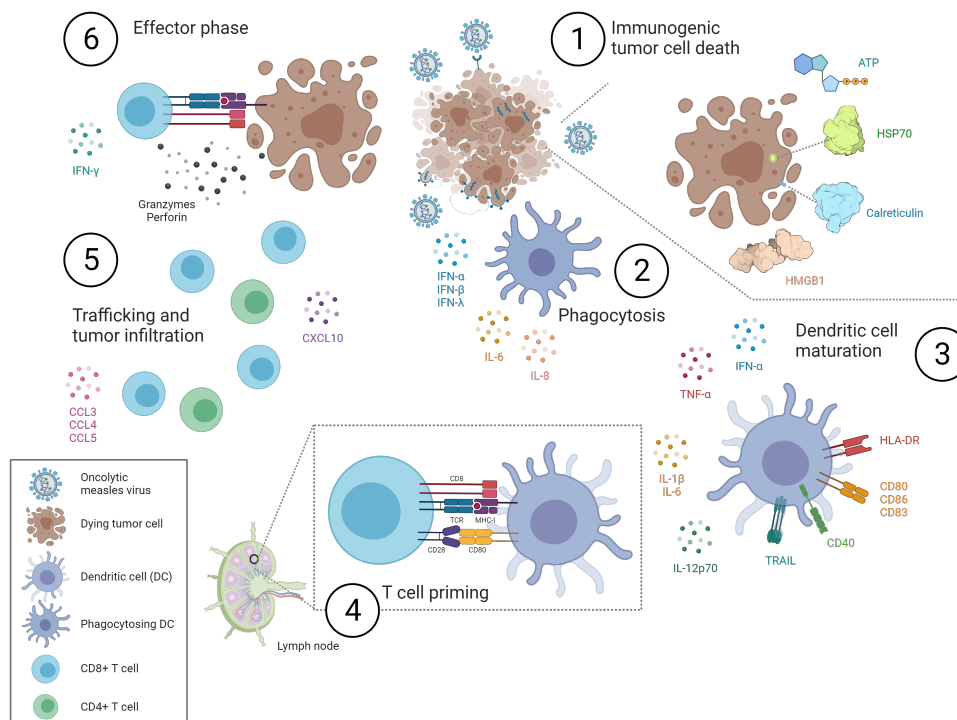 6
Effector phase
IFN-γ
Granzymes
Perforin
1
Immunogenic
tumor cell death
ATP
HSP70
Calreticulin
HMGB1
2
Phagocytosis
IFN-α
IFN-β
IFN-λ
IL-6
IL-8
3
Dendritic cell
maturation
IFN-α
TNF-α
HLA-DR
IL-1β
IL-6
CD80
CD86
CD83
CD40
TRAIL
IL-12p70
4
T cell priming
CD8
TCR
MHC-I
CD28
CD80
Lymph node
5
Trafficking and
tumor infiltration
CXCL10
CCL3
CCL4
CCL5
Oncolytic
measles virus
Dying tumor cell
Dendritic cell (DC)
Phagocytosing DC
CD8+ T cell
CD4+ T cell